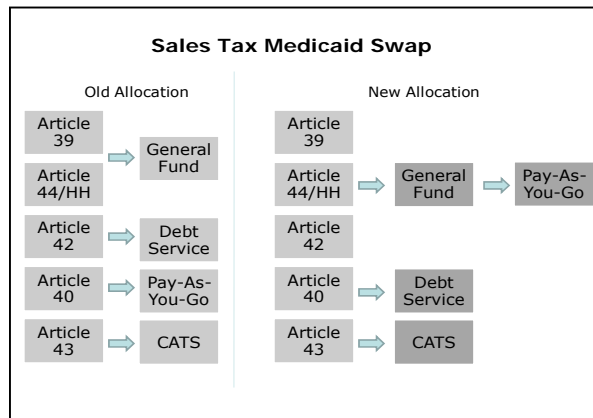 Sales Tax Medicaid Swap
Old Allocation
Article
39
General
Fund
Article
44/HH
Article
42
Debt
Service
Article
40
Pay-As-
You-Go
Article
43
CATS
New Allocation
Article
39
Article
44/HH
General
Fund
Pay-As-
You-Go
Article
42
Article
40
Debt
Service
Article
43
CATS